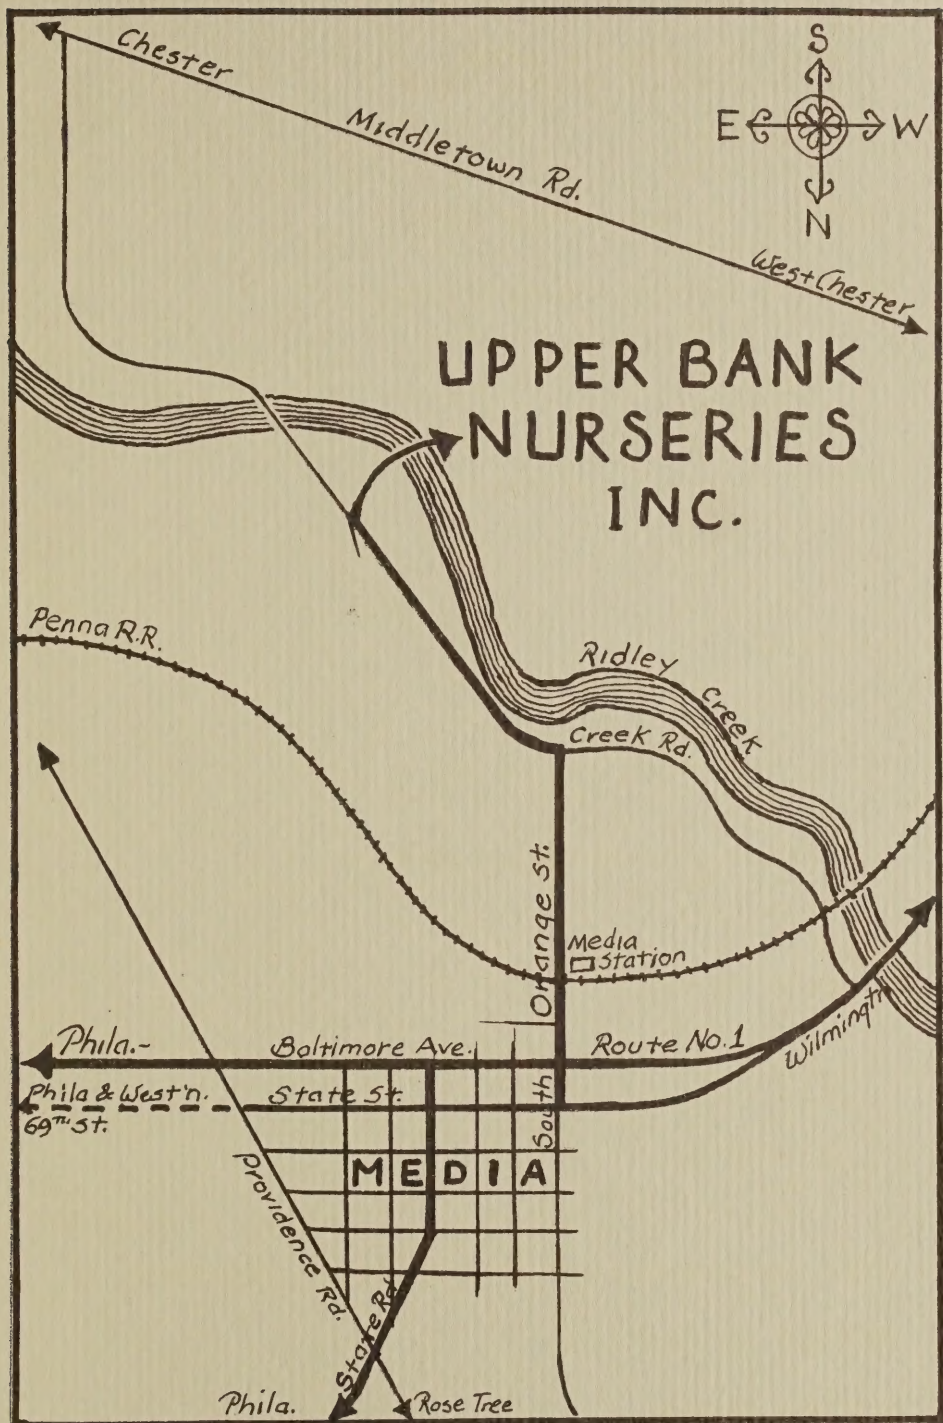 Chester
S
E W
N
Middletown Rd.
West Chester
UPPER BANK
NURSERIES
INC.
Penna R.R.
Ridley
Creek
Creek Rd.
Orange St.
Media
Station
Phila.-
Boltimore Ave.
Route No.1
Wilmingtn
Phila & West'n.
69TH St.
State St.
South
MEDIA
Providence Rd.
State Rd.
Phila.
Rose Tree